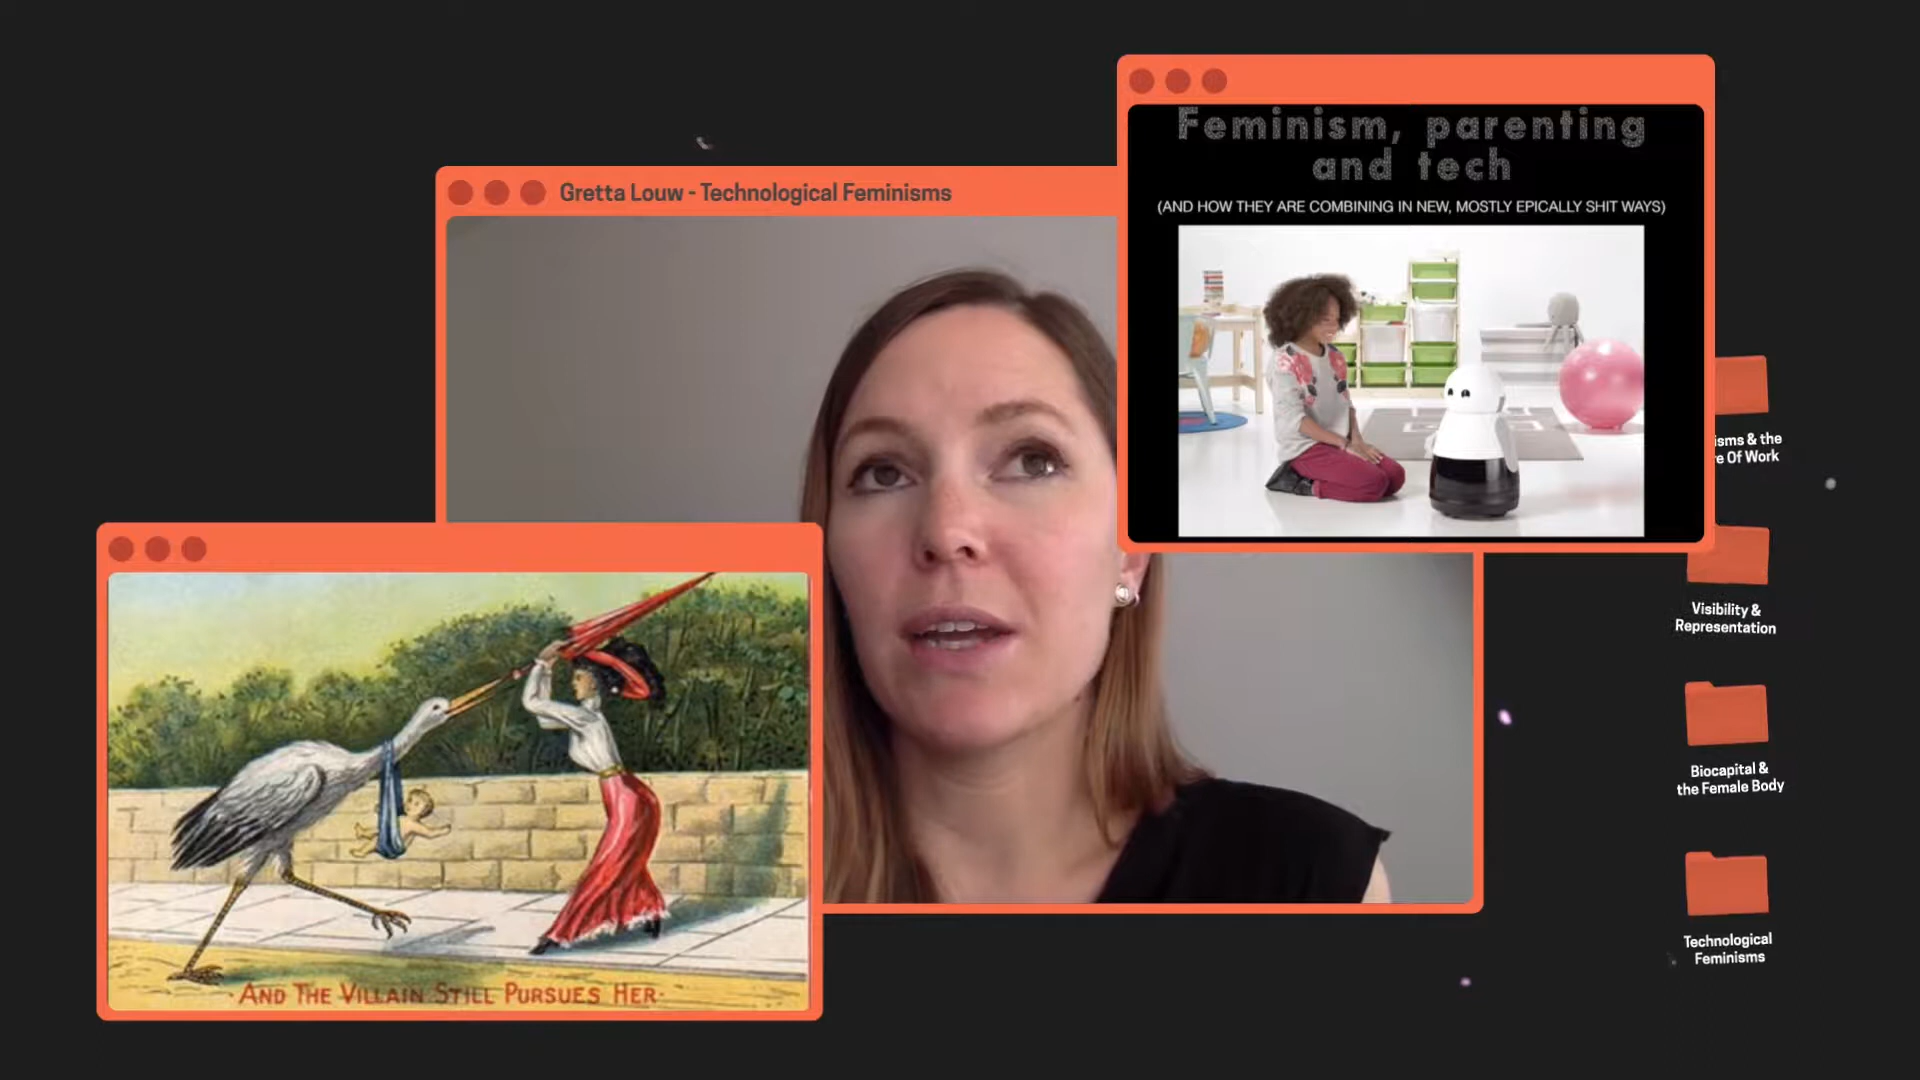 Feminism, parenting
and tech
(AND HOW THEY ARE COMBINING IN NEW, MOSTLY EPICALLY SHIT WAYS)
Gretta Louw - Technological Feminisms
isms & the
re Of Work
Visibility &
Representation
Biocapital &
the Female Body
Technological
Feminisms
·AND THE VILLAIN STILL PURSUES HER·